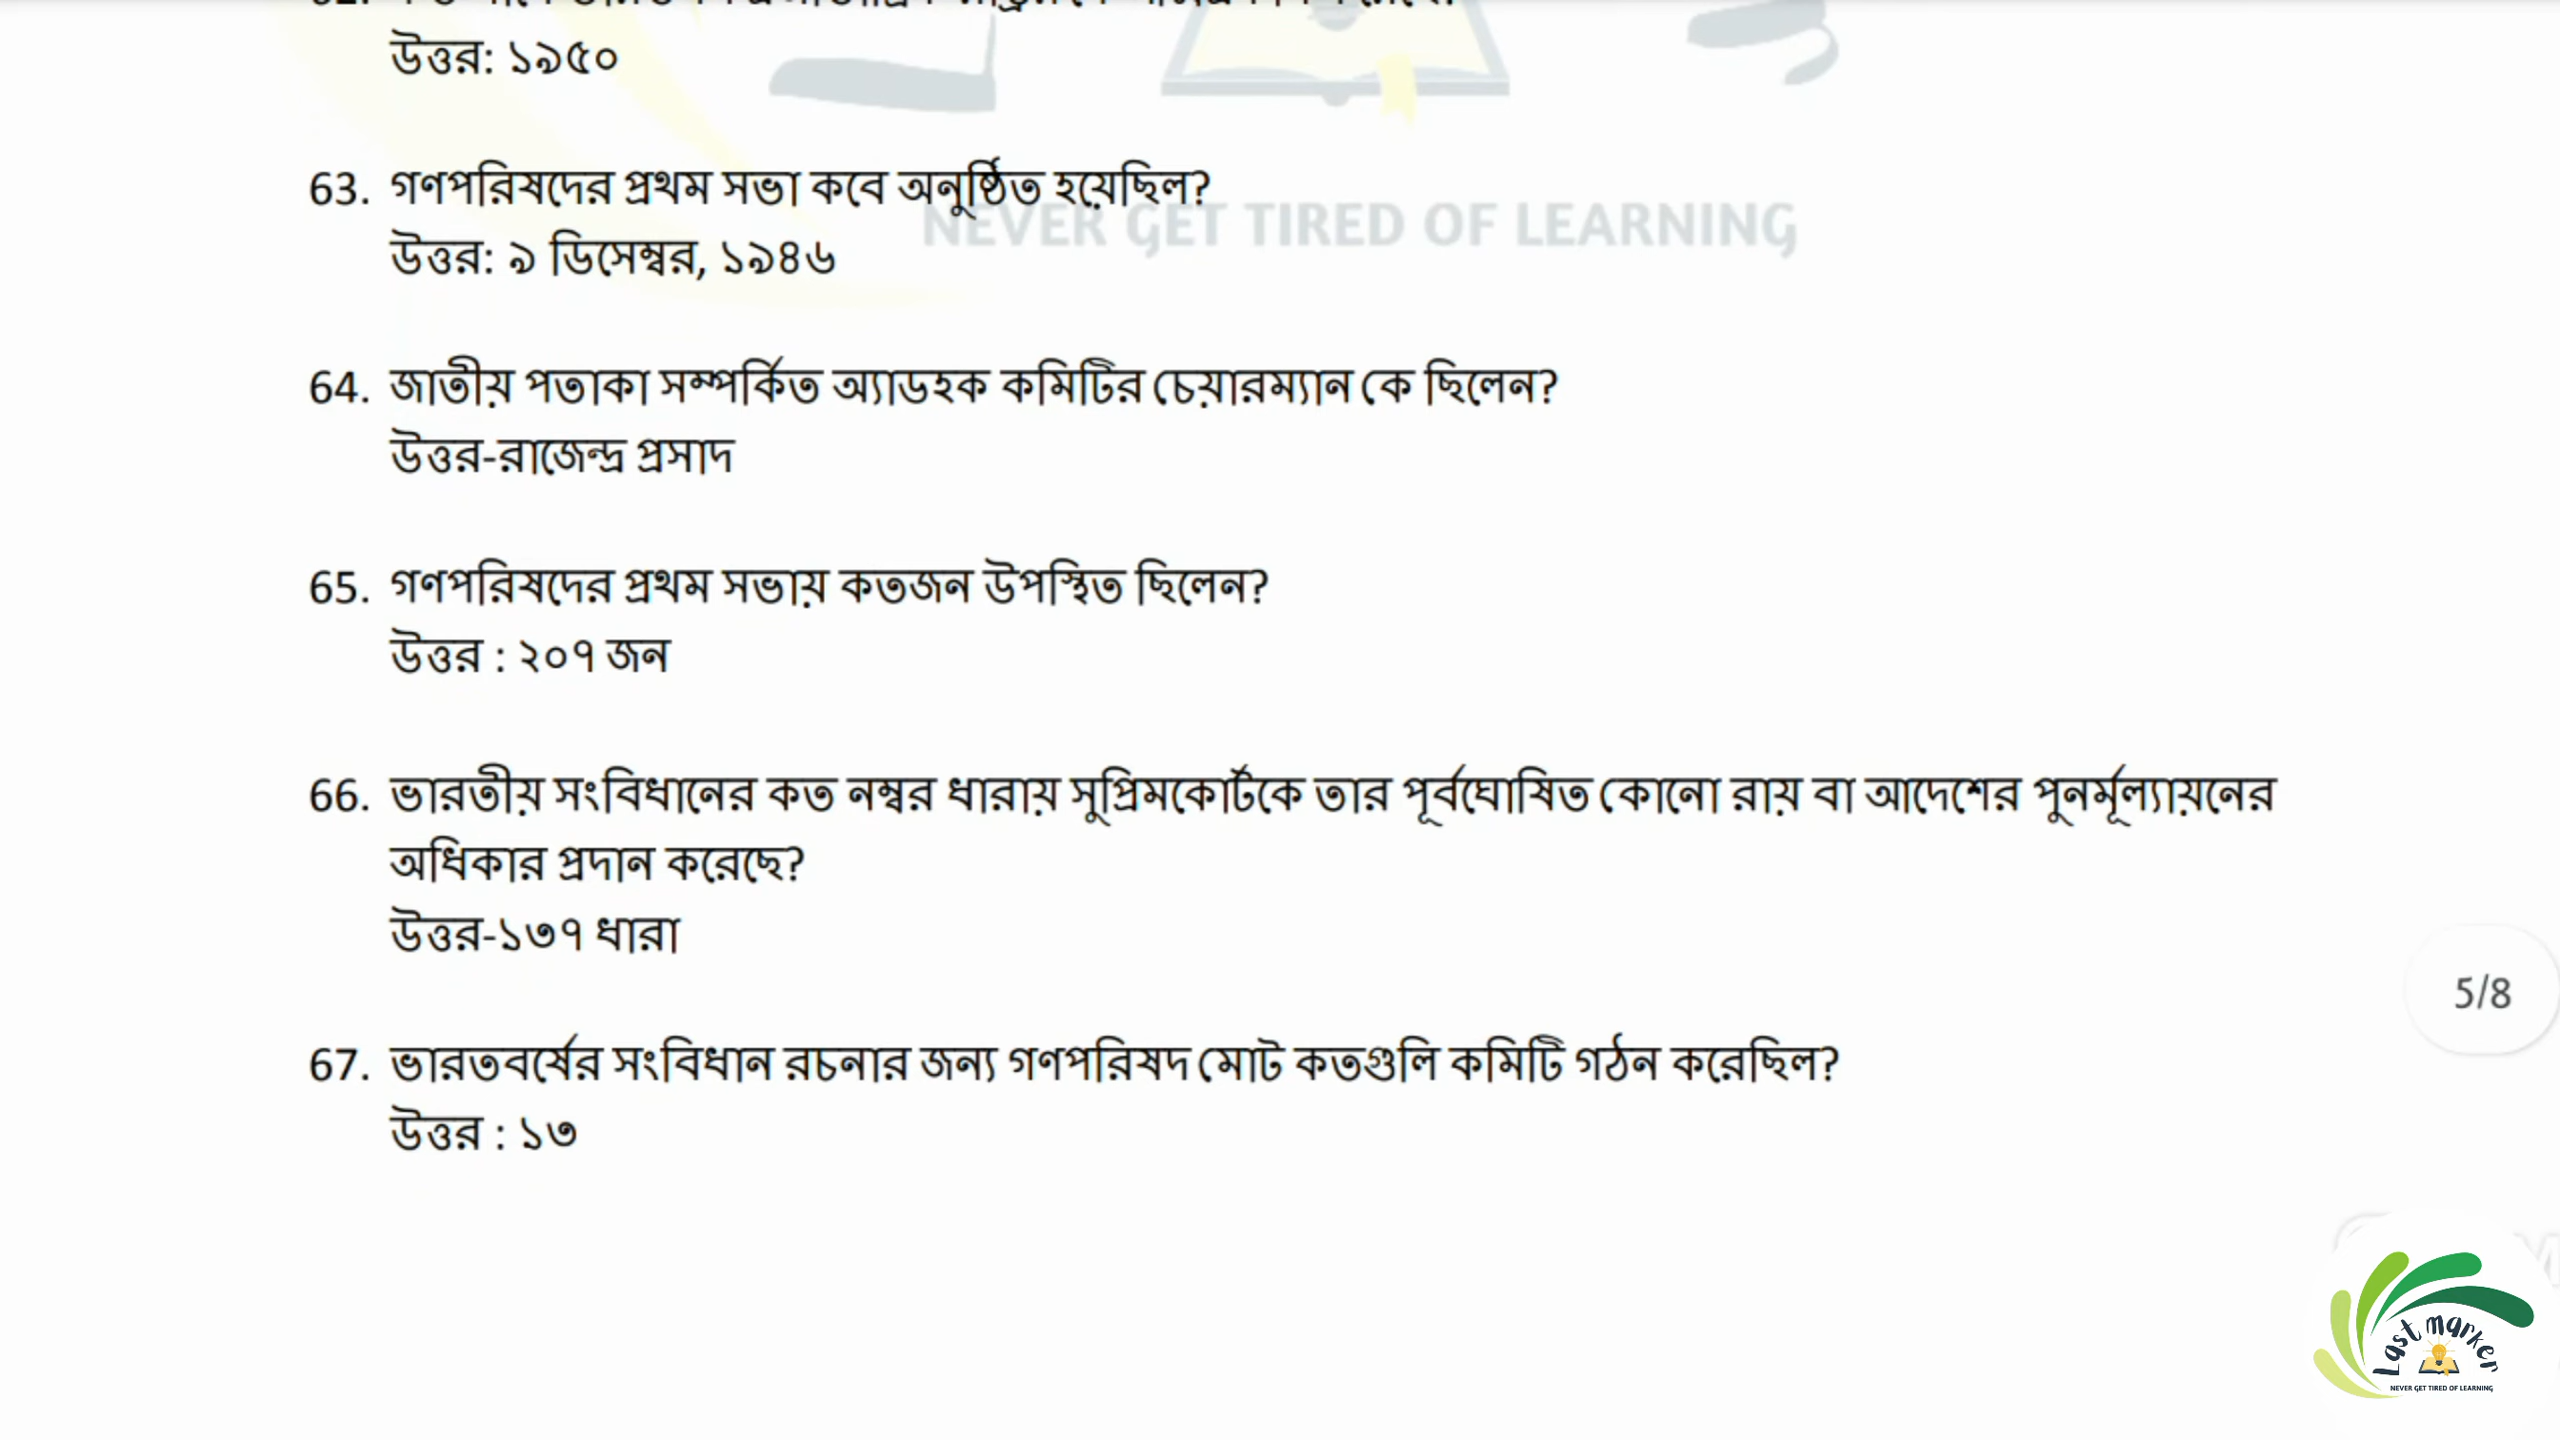 উত্তর: ১৯৫০
63. গণপরিষদের প্রথম সভা কবে অনুষ্ঠিত হয়েছিল?
NEVER GET TIRED OF LEARNING
উত্তর: ৯ ডিসেম্বর, ১৯৪৬
64. জাতীয় পতাকা সম্পর্কিত অ্যাডহক কমিটির চেয়ারম্যান কে ছিলেন?
উত্তর-রাজেন্দ্র প্রসাদ
65. গণপরিষদের প্রথম সভায় কতজন উপস্থিত ছিলেন?
উত্তর : ২০৭ জন
66. ভারতীয় সংবিধানের কত নম্বর ধারায় সুপ্রিমকোর্টকে তার পূর্বঘোষিত কোনো রায় বা আদেশের পুনর্মূল্যায়নের
অধিকার প্রদান করেছে?
উত্তর-১৩৭ ধারা
5/8
67. ভারতবর্ষের সংবিধান রচনার জন্য গণপরিষদ মোট কতগুলি কমিটি গঠন করেছিল?
উত্তর : ১৩
Last marker
NEVER GET TIRED OF LEARNING